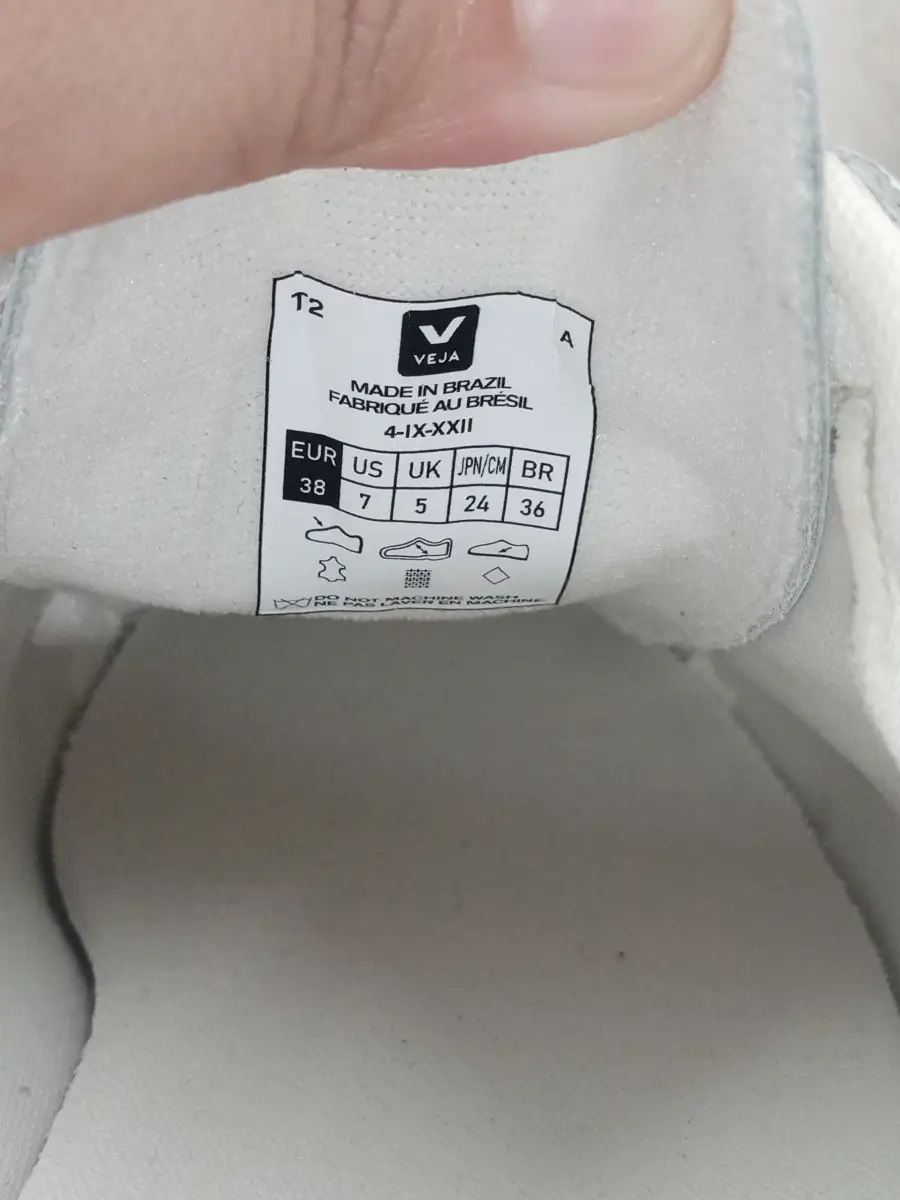 T2
A
VEJA
MADE IN BRAZIL
FABRIQUÉ AU BRÉSIL
4-IX-XXII
EUR US UK JPN/CM BR
38 7 5 24 36
DO NOT MACHINE WASH
NE PAS LAVER EN MACHINE